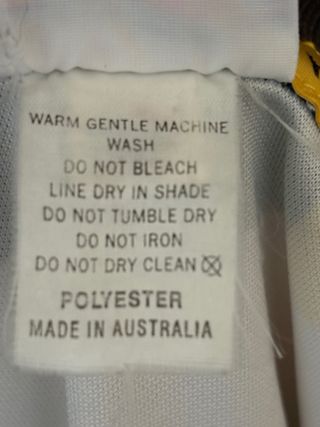 WARM GENTLE MACHINE
WASH
DO NOT BLEACH
LINE DRY IN SHADE
DO NOT TUMBLE DRY
DO NOT IRON
DO NOT DRY CLEAN
POLYESTER
MADE IN AUSTRALIA